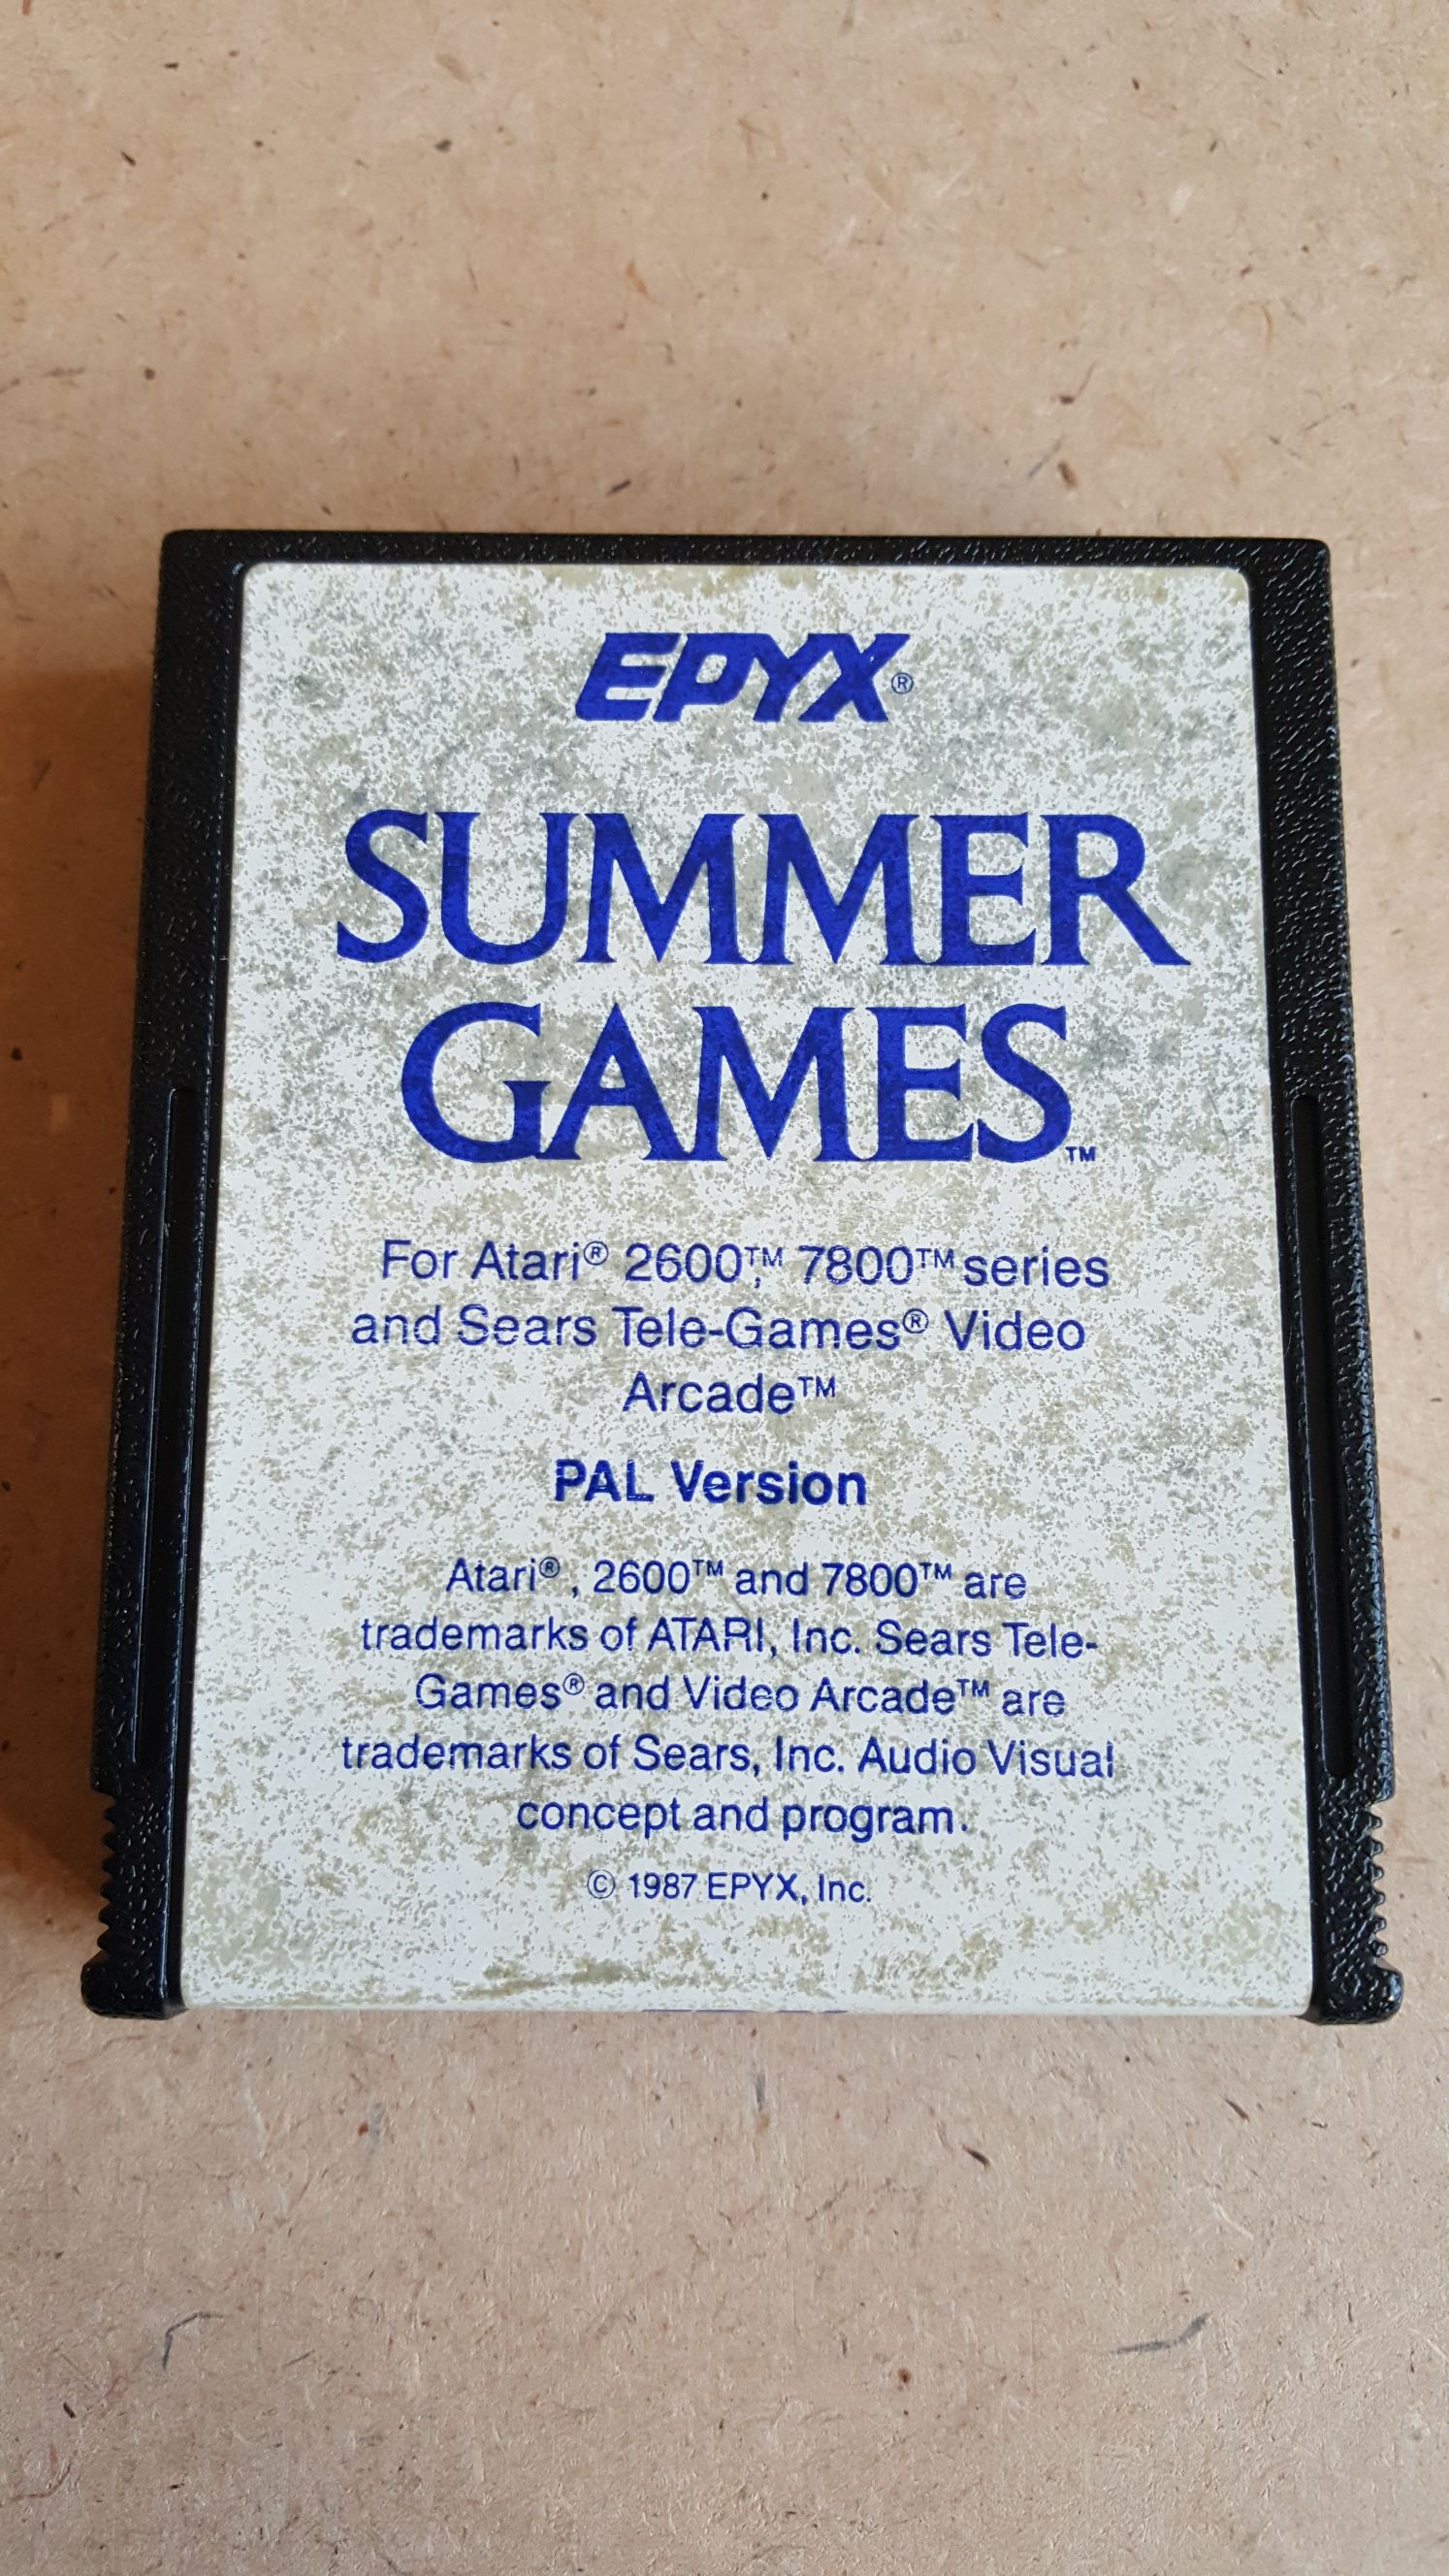 EPYX®
SUMMER
GAMES™
For Atari® 2600™, 7800™ series
and Sears Tele-Games® Video
Arcade™
PAL Version
Atari®, 2600™ and 7800™ are
trademarks of ATARI, Inc. Sears Tele-
Games® and Video Arcade™ are
trademarks of Sears, Inc. Audio Visual
concept and program.
© 1987 EPYX, Inc.